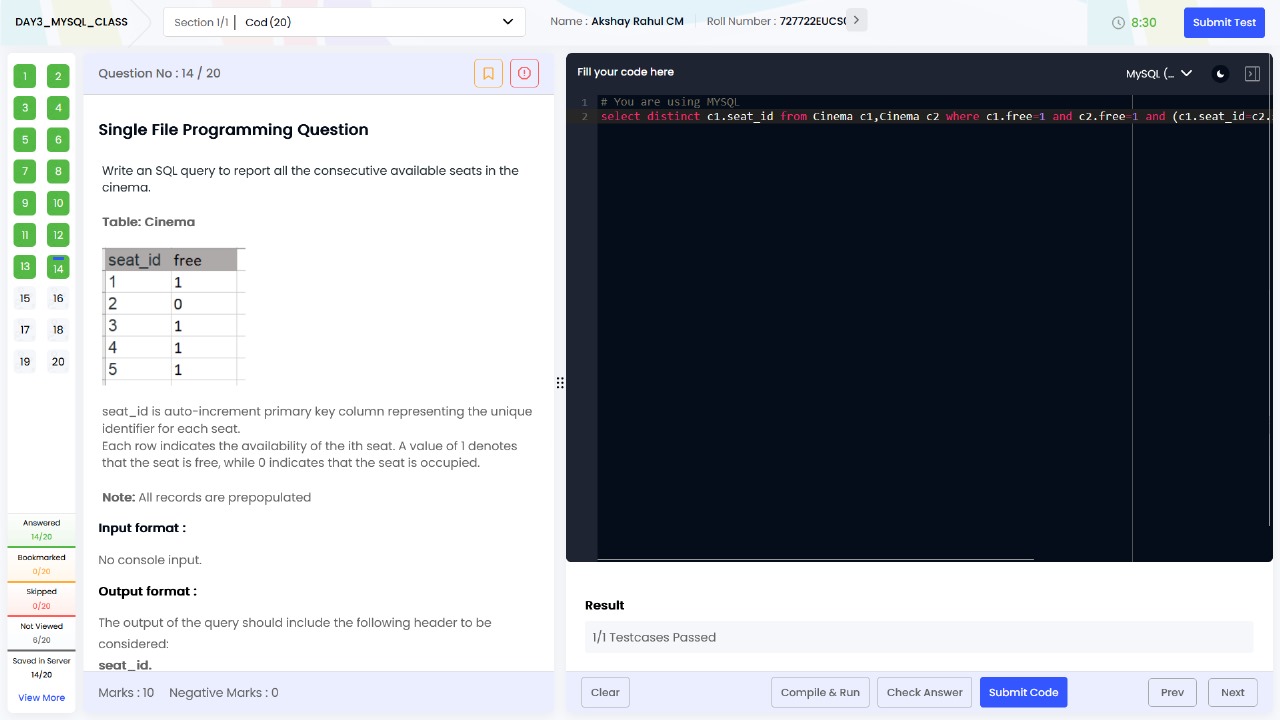 DAY3_MYSQL_CLASS
Section 1/1 | Cod (20)
Name : Akshay Rahul CM
Roll Number : 727722EUCS
8:30
Submit Test
1 2
3 4
5 6
7 8
9 10
11 12
13 14
15 16
17 18
19 20
Answered
14/20
Bookmarked
0/20
Skipped
0/20
Not Viewed
6/20
Saved in Server
14/20
View More
Question No : 14 / 20
Single File Programming Question
Write an SQL query to report all the consecutive available seats in the
cinema.
Table: Cinema
seat_id free
1 1
2 0
3 1
4 1
5 1
seat_id is auto-increment primary key column representing the unique
identifier for each seat.
Each row indicates the availability of the ith seat. A value of 1 denotes
that the seat is free, while 0 indicates that the seat is occupied.
Note: All records are prepopulated
Input format :
No console input.
Output format :
The output of the query should include the following header to be
considered:
seat_id.
Marks : 10 Negative Marks : 0
Fill your code here
MySQL (...
1 # You are using MYSQL
2 select distinct c1.seat_id from Cinema c1,Cinema c2 where c1.free=1 and c2.free=1 and (c1.seat_id=c2.
Result
1/1 Testcases Passed
Clear
Compile & Run
Check Answer
Submit Code
Prev
Next